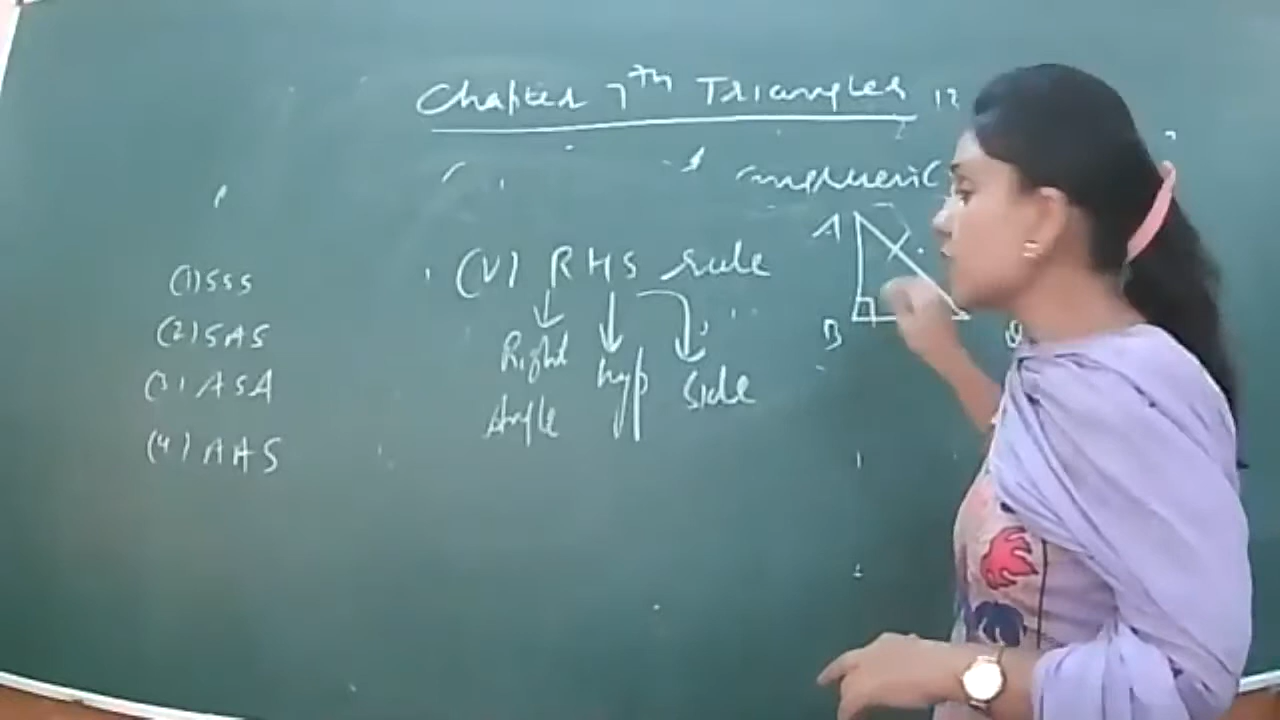 Chapter 7th Triangles
(1) SSS
(2) SAS
(3) ASA
(4) AAS
(V) RHS rule
Right Angle
hyp
Side
A
B